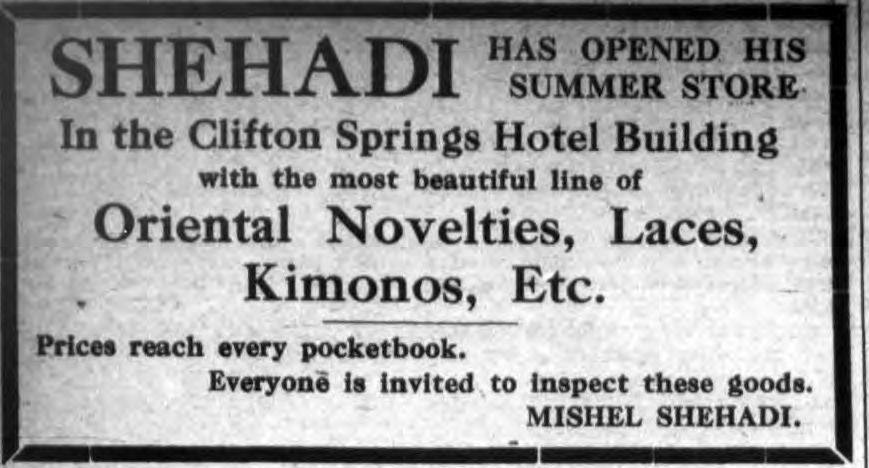 SHEHADI HAS OPENED HIS
SUMMER STORE
In the Clifton Springs Hotel Building
with the most beautiful line of
Oriental Novelties, Laces,
Kimonos, Etc.
Prices reach every pocketbook.
Everyone is invited to inspect these goods.
MISHEL SHEHADI.